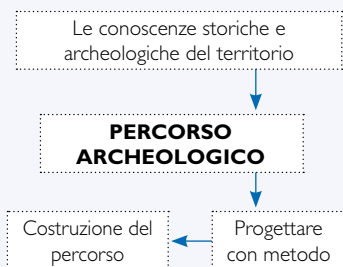 Le conoscenze storiche e
archeologiche del territorio
PERCORSO
ARCHEOLOGICO
Costruzione del
percorso
Progettare
con metodo